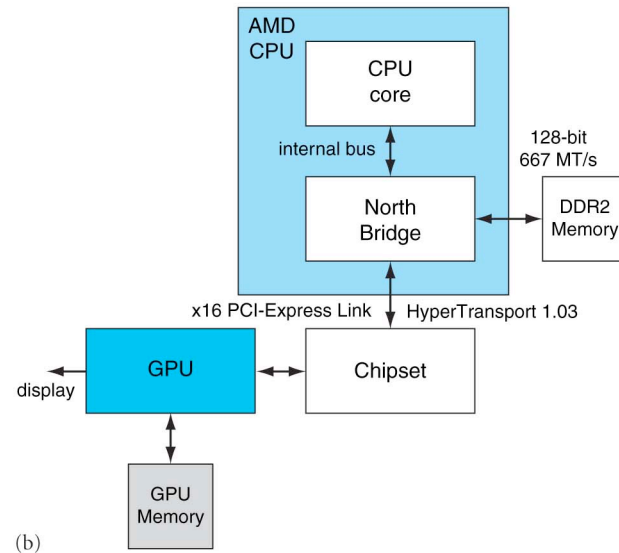 AMD
CPU
CPU
core
internal bus
128-bit
667 MT/s
North
Bridge
DDR2
Memory
x16 PCI-Express Link
HyperTransport 1.03
GPU
Chipset
display
GPU
Memory
(b)